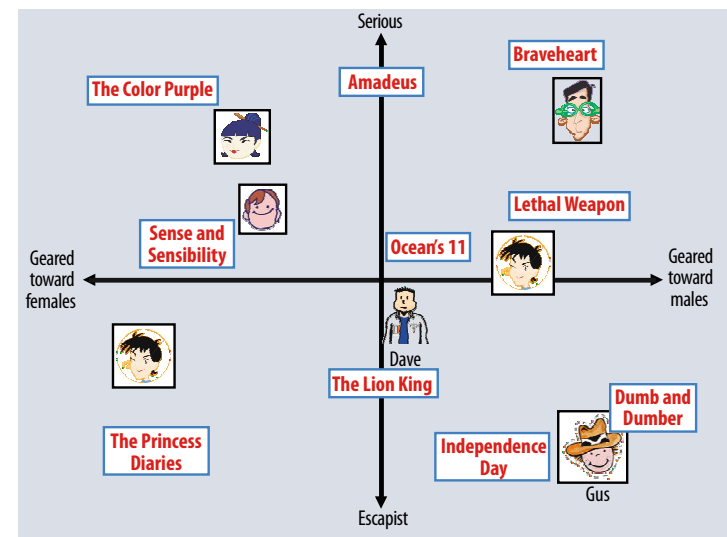 Serious
Braveheart
Amadeus
The Color Purple
Lethal Weapon
Sense and
Sensibility
Ocean's 11
Geared
toward
females
Geared
toward
males
Dave
The Lion King
Dumb and
Dumber
The Princess
Diaries
Independence
Day
Gus
Escapist